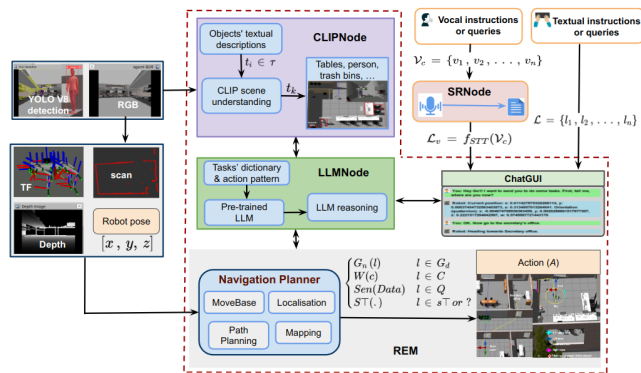 CLIPNode
Objects' textual
descriptions
t_i ∈ τ
CLIP scene
understanding
t_k
Tables, person,
trash bins, ...
YOLO V8
detection
RGB
TF
scan
Depth
Robot pose
[x, y, z]
LLMNode
Tasks' dictionary
& action pattern
Pre-trained
LLM
LLM reasoning
Vocal instructions
or queries
Textual instructions
or queries
V_c = {v_1, v_2, . . . , v_n}
SRNode
L_v = f_STT(V_c)
L = {l_1, l_2, . . . , l_n}
ChatGUI
Navigation Planner
MoveBase
Localisation
Path
Planning
Mapping
G_n(l) l ∈ G_d
W(c) l ∈ C
Sen(Data) l ∈ Q
S⊤(.) l ∈ s⊤ or ?
Action (A)
REM